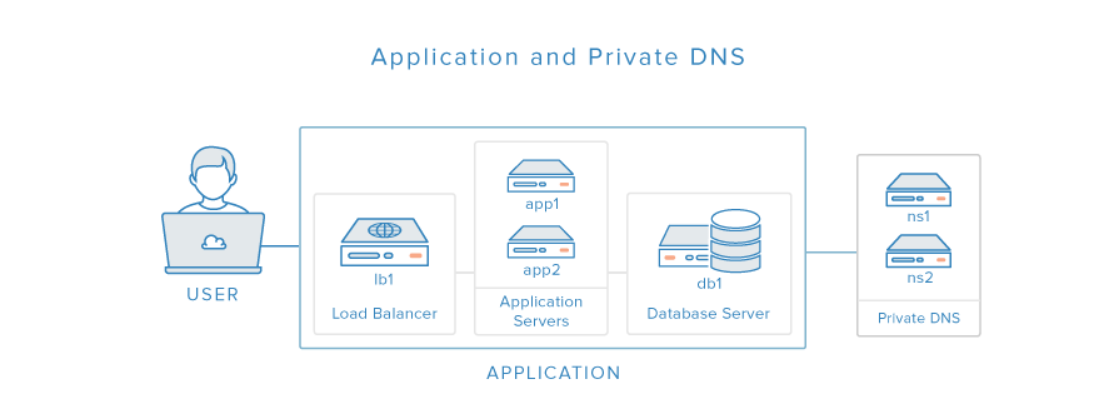 Application and Private DNS
app1
app2
Application
Servers
lb1
Load Balancer
db1
Database Server
ns1
ns2
Private DNS
USER
APPLICATION